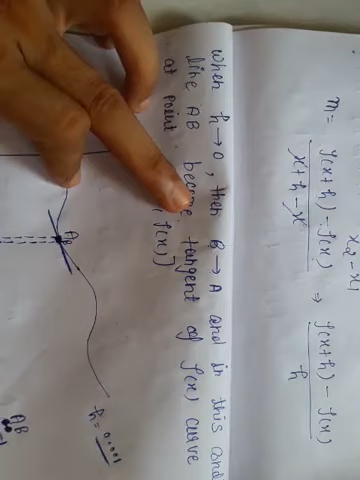 x2 - x1
m = f(x+h) - f(x) / x+h-x ⇒ f(x+h) - f(x) / h
when h→0, then B→A and in this cond
line AB become tangent of f(x) curve
at point f(x)]
A
h = 0.001
AB